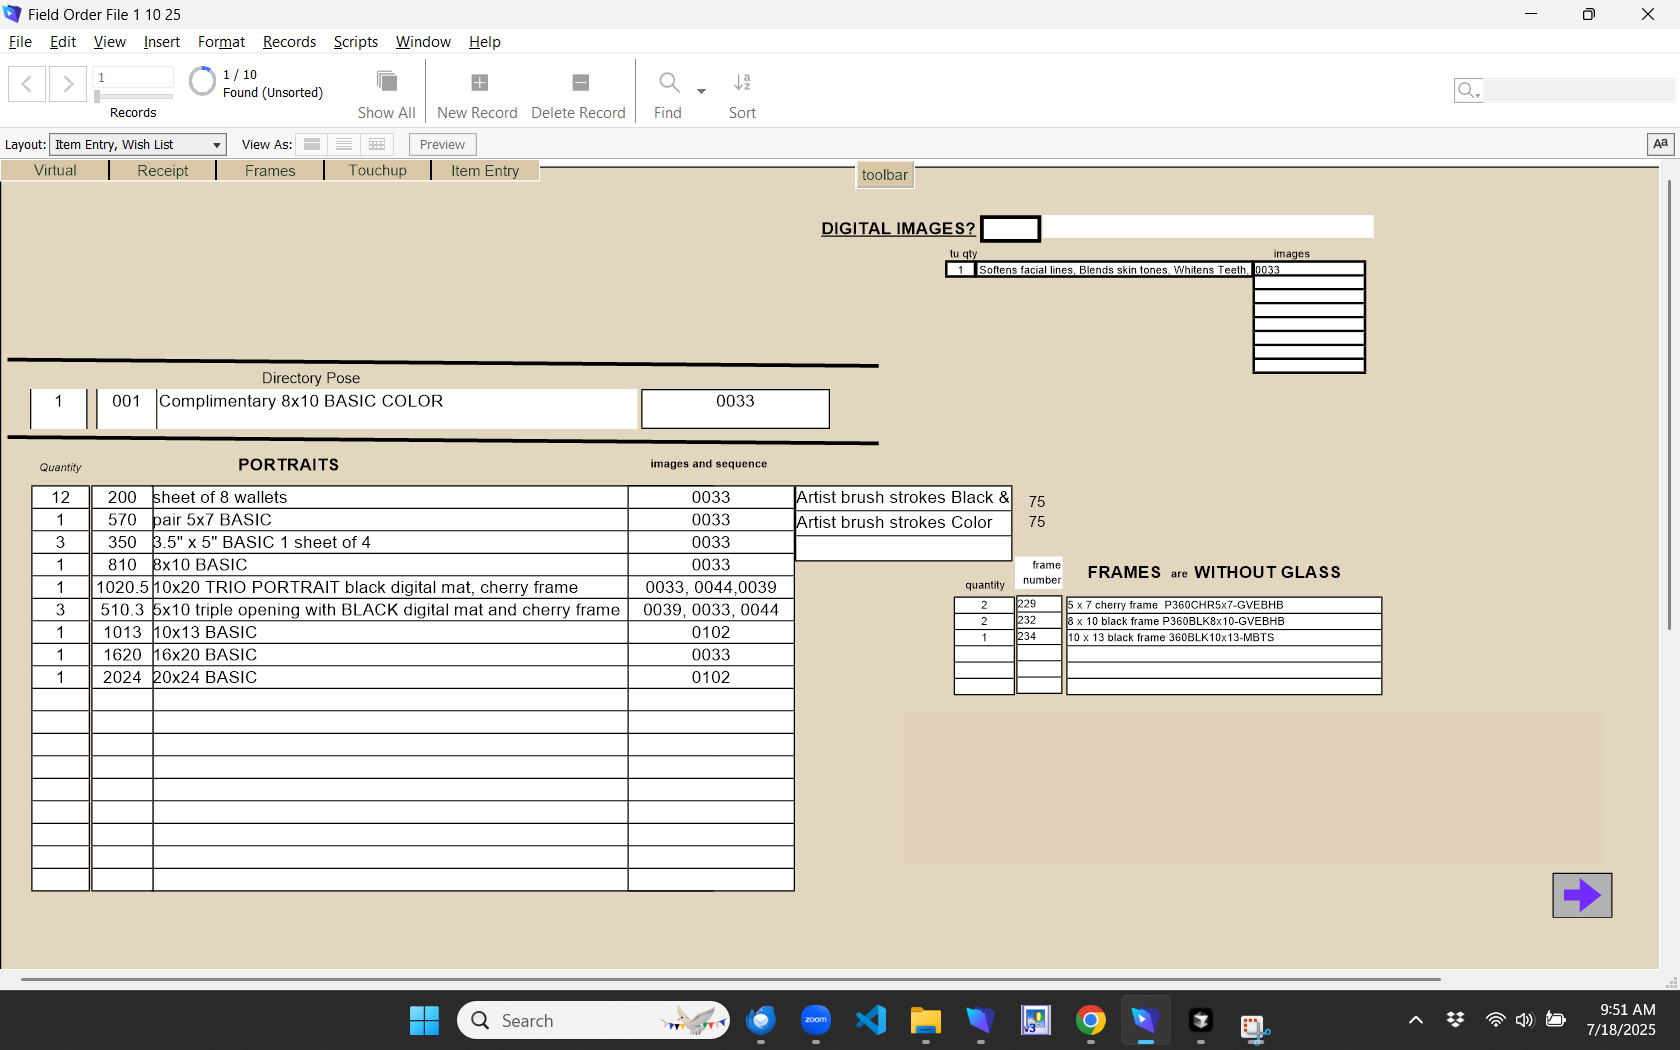 Field Order File 1 10 25
File Edit View Insert Format Records Scripts Window Help
1
1 / 10
Found (Unsorted)
Records
Show All
New Record
Delete Record
Find
Sort
Layout: Item Entry, Wish List
View As:
Preview
Aa
Virtual Receipt Frames Touchup Item Entry
toolbar
DIGITAL IMAGES?
tu qty images
1 Softens facial lines, Blends skin tones, Whitens Teeth, 0033
Directory Pose
1 001 Complimentary 8x10 BASIC COLOR 0033
Quantity PORTRAITS images and sequence
12 200 sheet of 8 wallets 0033
1 570 pair 5x7 BASIC 0033
3 350 3.5" x 5" BASIC 1 sheet of 4 0033
1 810 8x10 BASIC 0033
1 1020.5 10x20 TRIO PORTRAIT black digital mat, cherry frame 0033, 0044,0039
3 510.3 5x10 triple opening with BLACK digital mat and cherry frame 0039, 0033, 0044
1 1013 10x13 BASIC 0102
1 1620 16x20 BASIC 0033
1 2024 20x24 BASIC 0102
Artist brush strokes Black & 75
Artist brush strokes Color 75
quantity frame number FRAMES are WITHOUT GLASS
2 229 5 x 7 cherry frame P360CHR5x7-GVEBHB
2 232 8 x 10 black frame P360BLK8x10-GVEBHB
1 234 10 x 13 black frame 360BLK10x13-MBTS
Search
zoom
V3
9:51 AM
7/18/2025